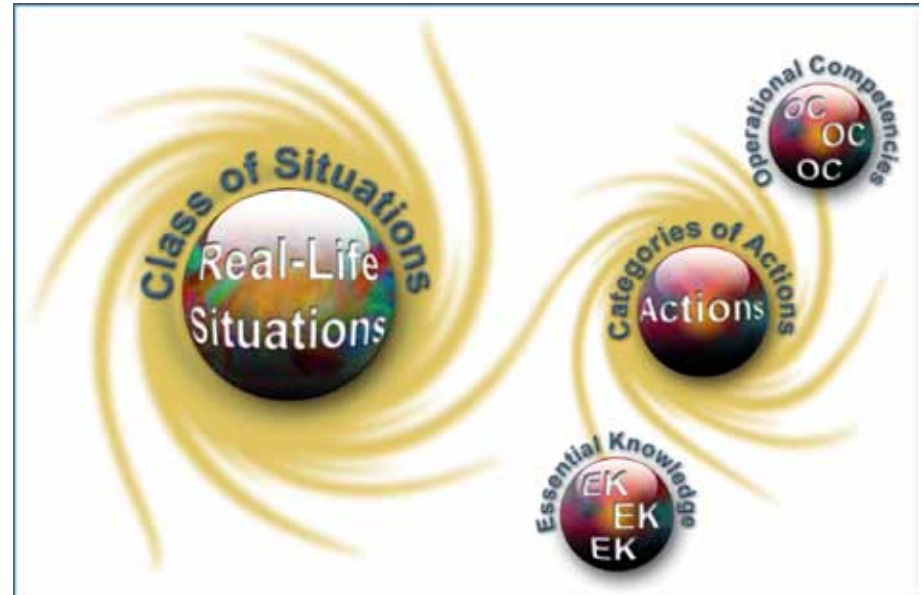 Class of Situations
Real-Life
Situations
Operational Competencies
OC
OC
OC
Categories of Actions
Actions
Essential Knowledge
EK
EK
EK